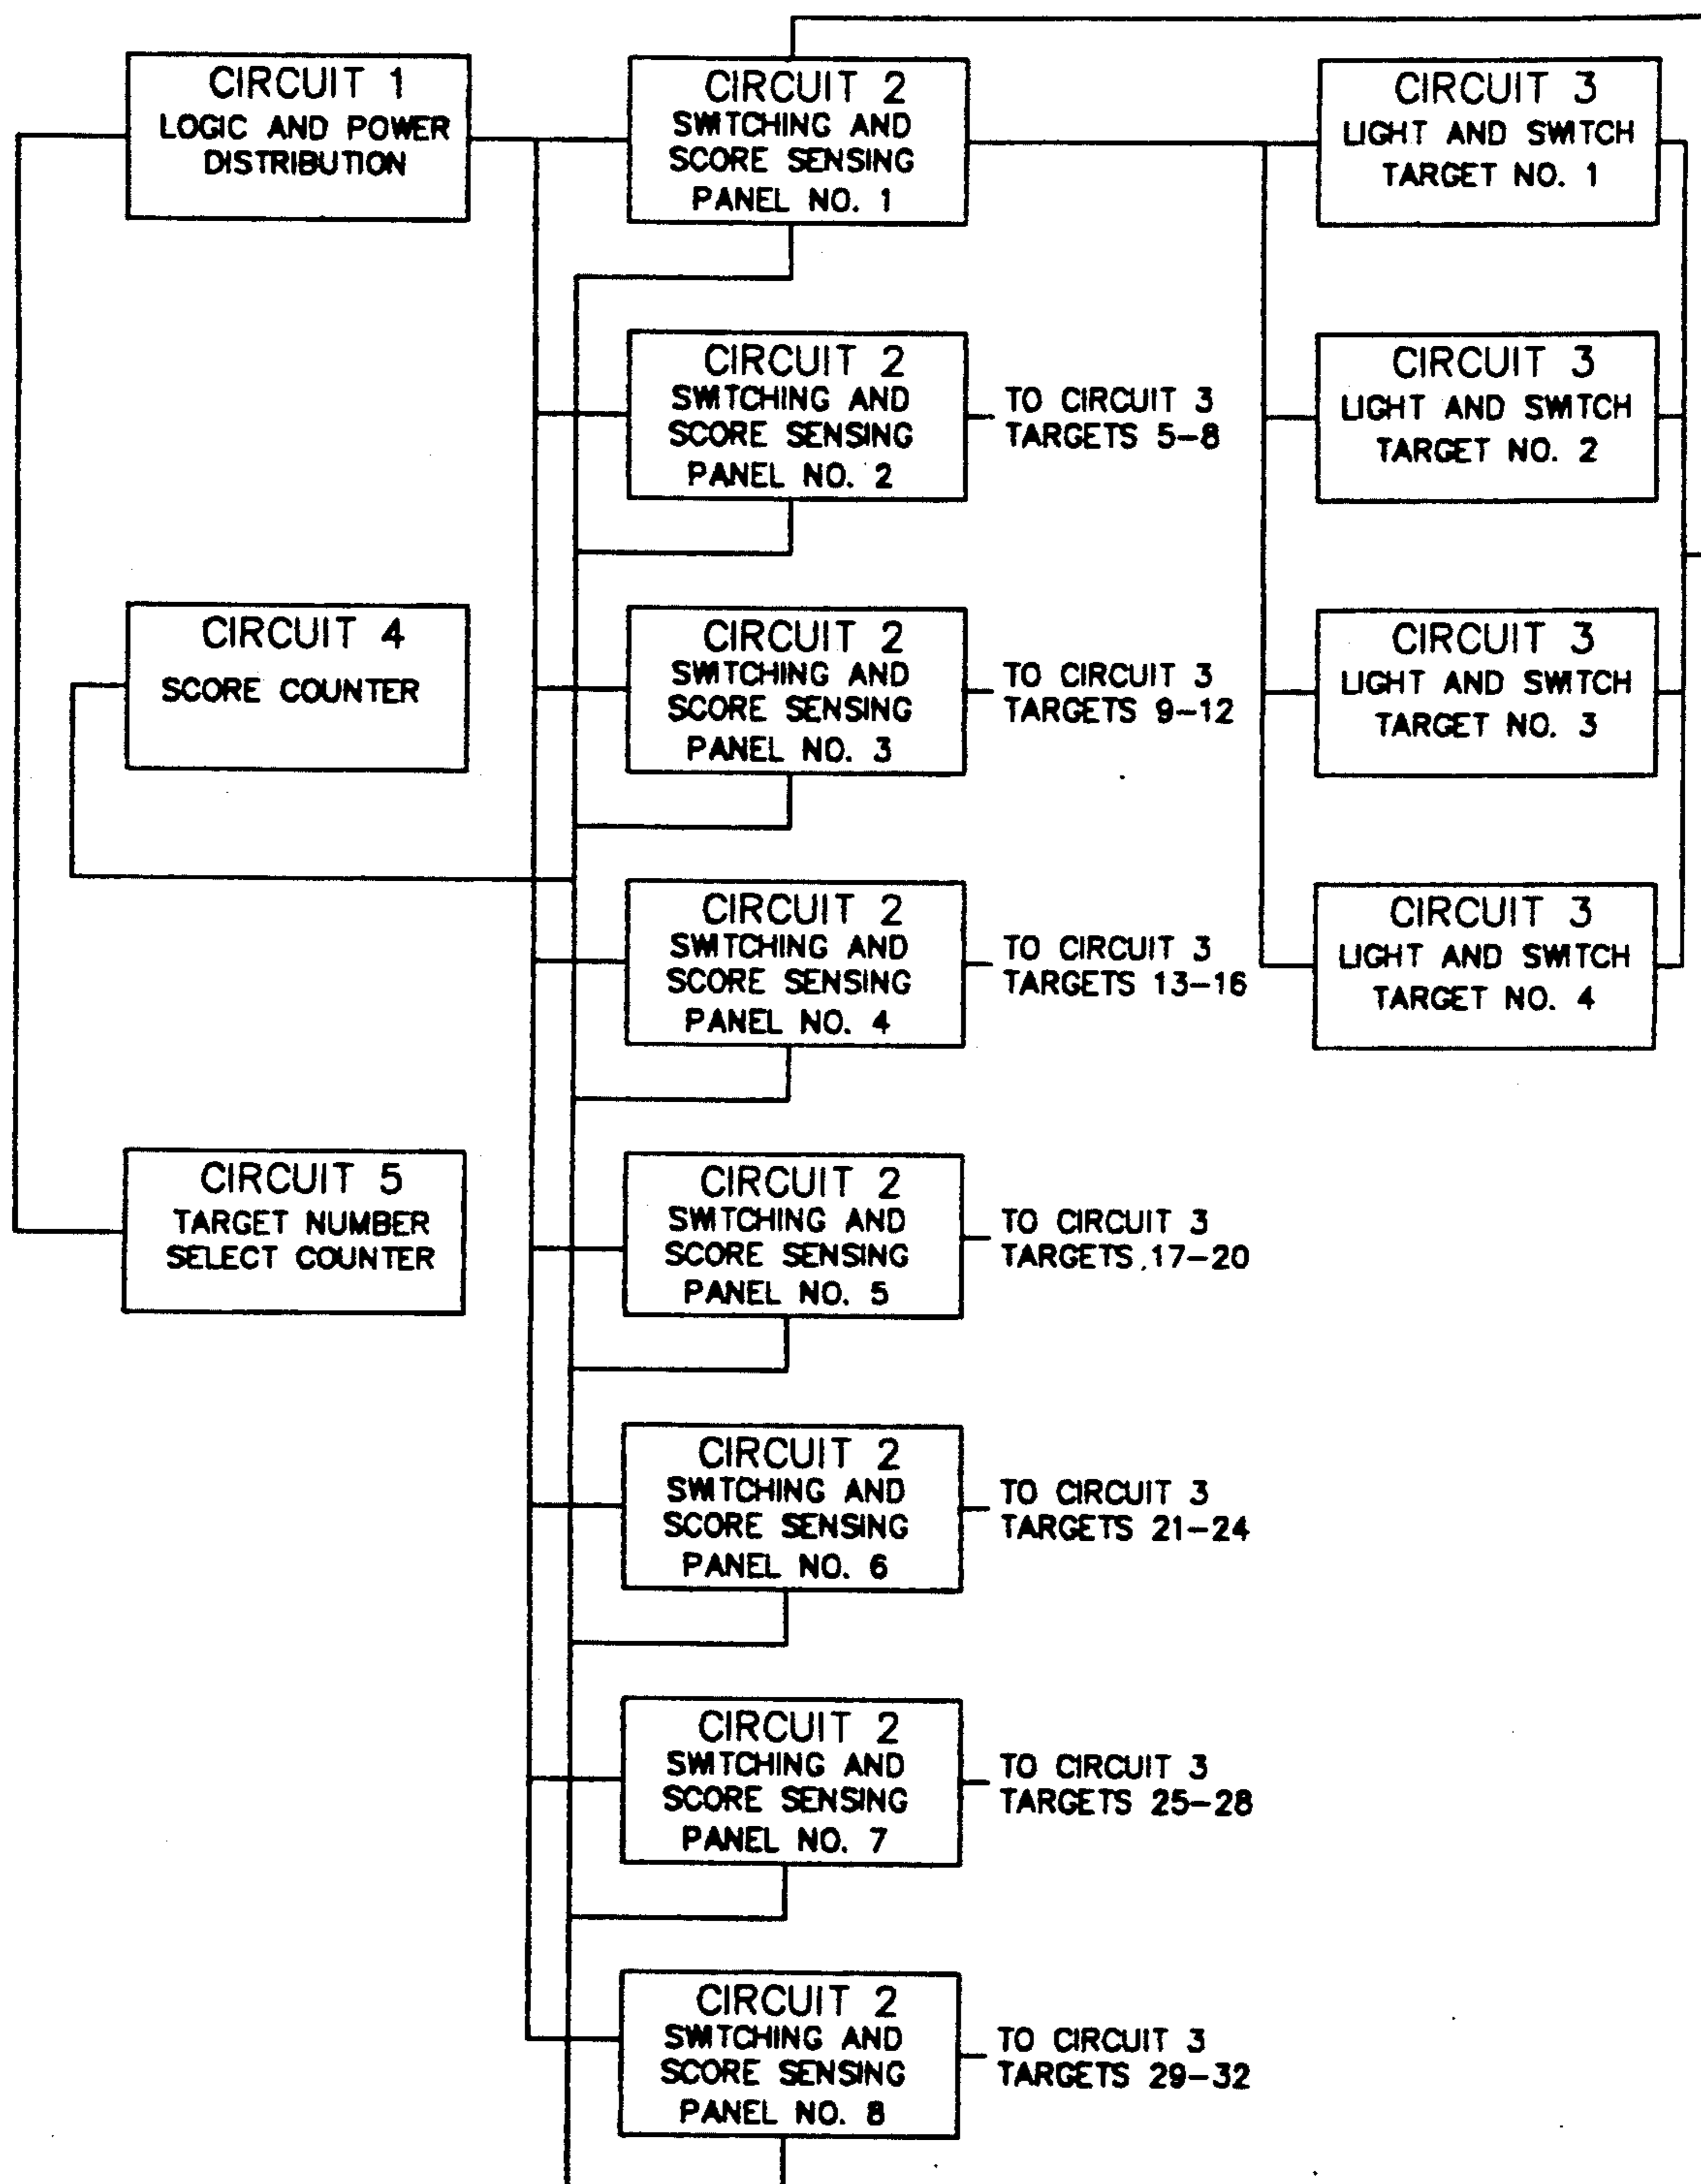 CIRCUIT 1
LOGIC AND POWER
DISTRIBUTION
CIRCUIT 4
SCORE COUNTER
CIRCUIT 5
TARGET NUMBER
SELECT COUNTER
CIRCUIT 2
SWITCHING AND
SCORE SENSING
PANEL NO. 1
CIRCUIT 2
SWITCHING AND
SCORE SENSING
PANEL NO. 2
TO CIRCUIT 3
TARGETS 5-8
CIRCUIT 2
SWITCHING AND
SCORE SENSING
PANEL NO. 3
TO CIRCUIT 3
TARGETS 9-12
CIRCUIT 2
SWITCHING AND
SCORE SENSING
PANEL NO. 4
TO CIRCUIT 3
TARGETS 13-16
CIRCUIT 2
SWITCHING AND
SCORE SENSING
PANEL NO. 5
TO CIRCUIT 3
TARGETS 17-20
CIRCUIT 2
SWITCHING AND
SCORE SENSING
PANEL NO. 6
TO CIRCUIT 3
TARGETS 21-24
CIRCUIT 2
SWITCHING AND
SCORE SENSING
PANEL NO. 7
TO CIRCUIT 3
TARGETS 25-28
CIRCUIT 2
SWITCHING AND
SCORE SENSING
PANEL NO. 8
TO CIRCUIT 3
TARGETS 29-32
CIRCUIT 3
LIGHT AND SWITCH
TARGET NO. 1
CIRCUIT 3
LIGHT AND SWITCH
TARGET NO. 2
CIRCUIT 3
LIGHT AND SWITCH
TARGET NO. 3
CIRCUIT 3
LIGHT AND SWITCH
TARGET NO. 4